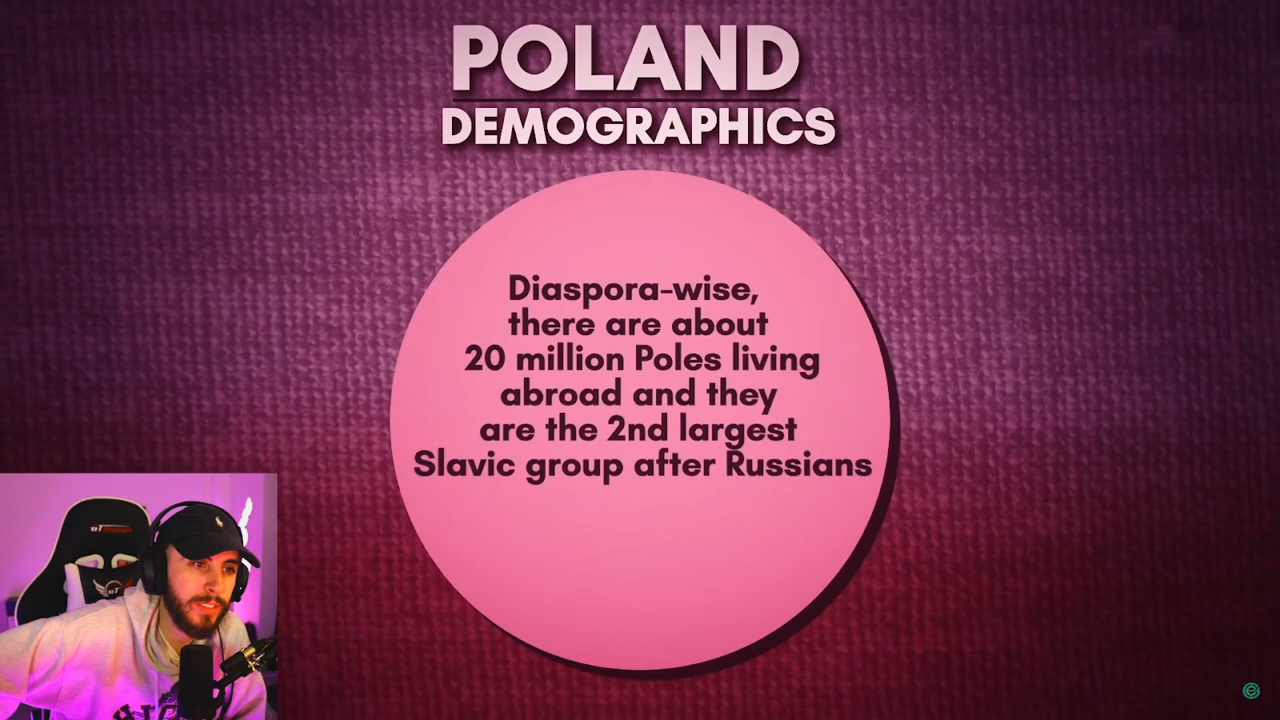 POLAND
DEMOGRAPHICS
Diaspora-wise,
there are about
20 million Poles living
abroad and they
are the 2nd largest
Slavic group after Russians